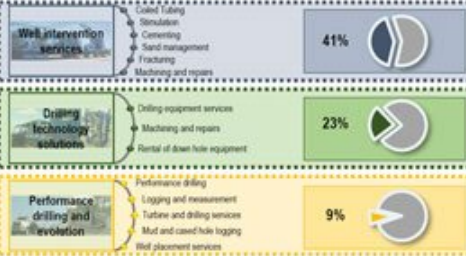 Well intervention
services
Coiled Tubing
Stimulation
Cementing
Sand management
Fracturing
Machining and repairs
41%
Drilling
technology
solutions
Drilling equipment services
Machining and repairs
Rental of down hole equipment
23%
Performance
drilling and
evolution
Performance drilling
Logging and measurement
Turbine and drilling services
Mud and cased hole logging
Well placement services
9%